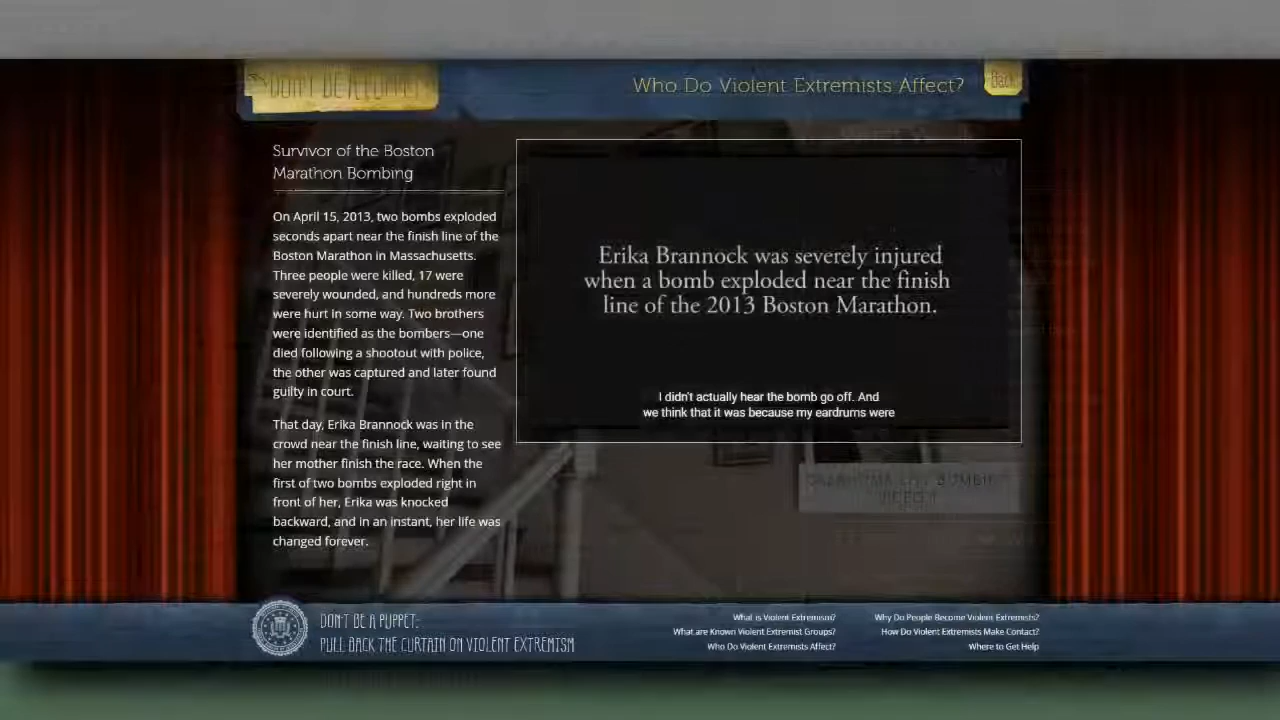 DON'T BE A PUPPET
Who Do Violent Extremists Affect?
Back
Survivor of the Boston
Marathon Bombing
On April 15, 2013, two bombs exploded
seconds apart near the finish line of the
Boston Marathon in Massachusetts.
Three people were killed, 17 were
severely wounded, and hundreds more
were hurt in some way. Two brothers
were identified as the bombers—one
died following a shootout with police,
the other was captured and later found
guilty in court.
That day, Erika Brannock was in the
crowd near the finish line, waiting to see
her mother finish the race. When the
first of two bombs exploded right in
front of her, Erika was knocked
backward, and in an instant, her life was
changed forever.
Erika Brannock was severely injured
when a bomb exploded near the finish
line of the 2013 Boston Marathon.
I didn't actually hear the bomb go off. And
we think that it was because my eardrums were
OKLAHOMA CITY BOMBING
DON'T BE A PUPPET:
PULL BACK THE CURTAIN ON VIOLENT EXTREMISM
What is Violent Extremism?
What are Known Violent Extremist Groups?
Who Do Violent Extremists Affect?
Why Do People Become Violent Extremists?
How Do Violent Extremists Make Contact?
Where to Get Help